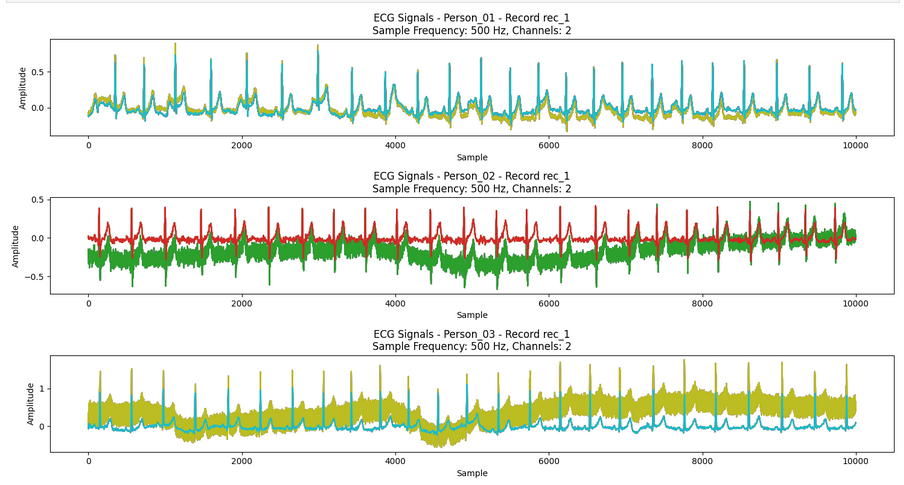 ECG Signals - Person_01 - Record rec_1
Sample Frequency: 500 Hz, Channels: 2
Amplitude
0.5
0.0
0 2000 4000 6000 8000 10000
Sample
ECG Signals - Person_02 - Record rec_1
Sample Frequency: 500 Hz, Channels: 2
Amplitude
0.5
0.0
−0.5
0 2000 4000 6000 8000 10000
Sample
ECG Signals - Person_03 - Record rec_1
Sample Frequency: 500 Hz, Channels: 2
Amplitude
1
0
0 2000 4000 6000 8000 10000
Sample